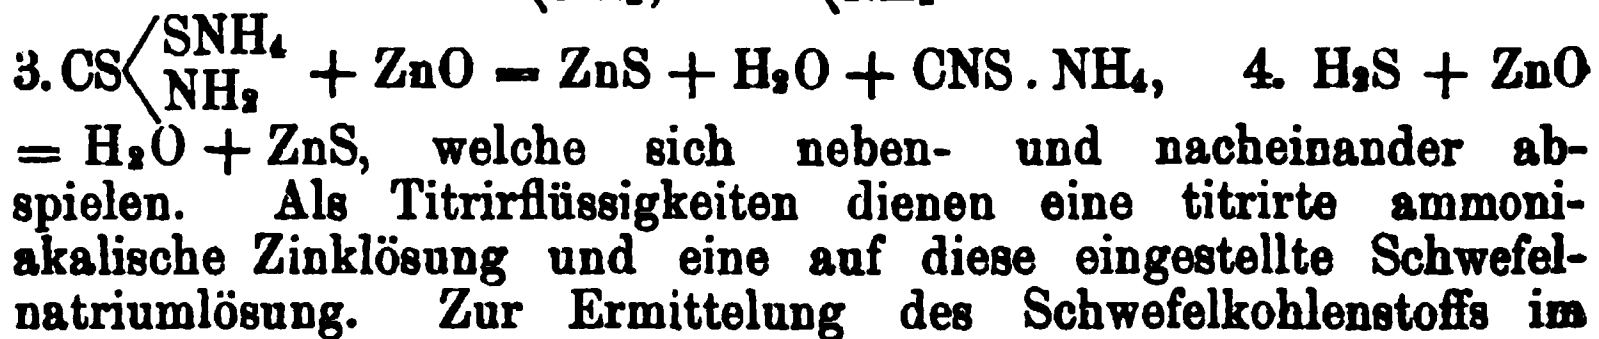 3. CS⟨SNH₄ NH₂ + ZnO = ZnS + H₂O + CNS . NH₄, 4. H₂S + ZnO
= H₂O + ZnS, welche sich neben- und nacheinander ab-
spielen. Als Titrirflüssigkeiten dienen eine titrirte ammoni-
akalische Zinklösung und eine auf diese eingestellte Schwefel-
natriumlösung. Zur Ermittelung des Schwefelkohlenstoffs im